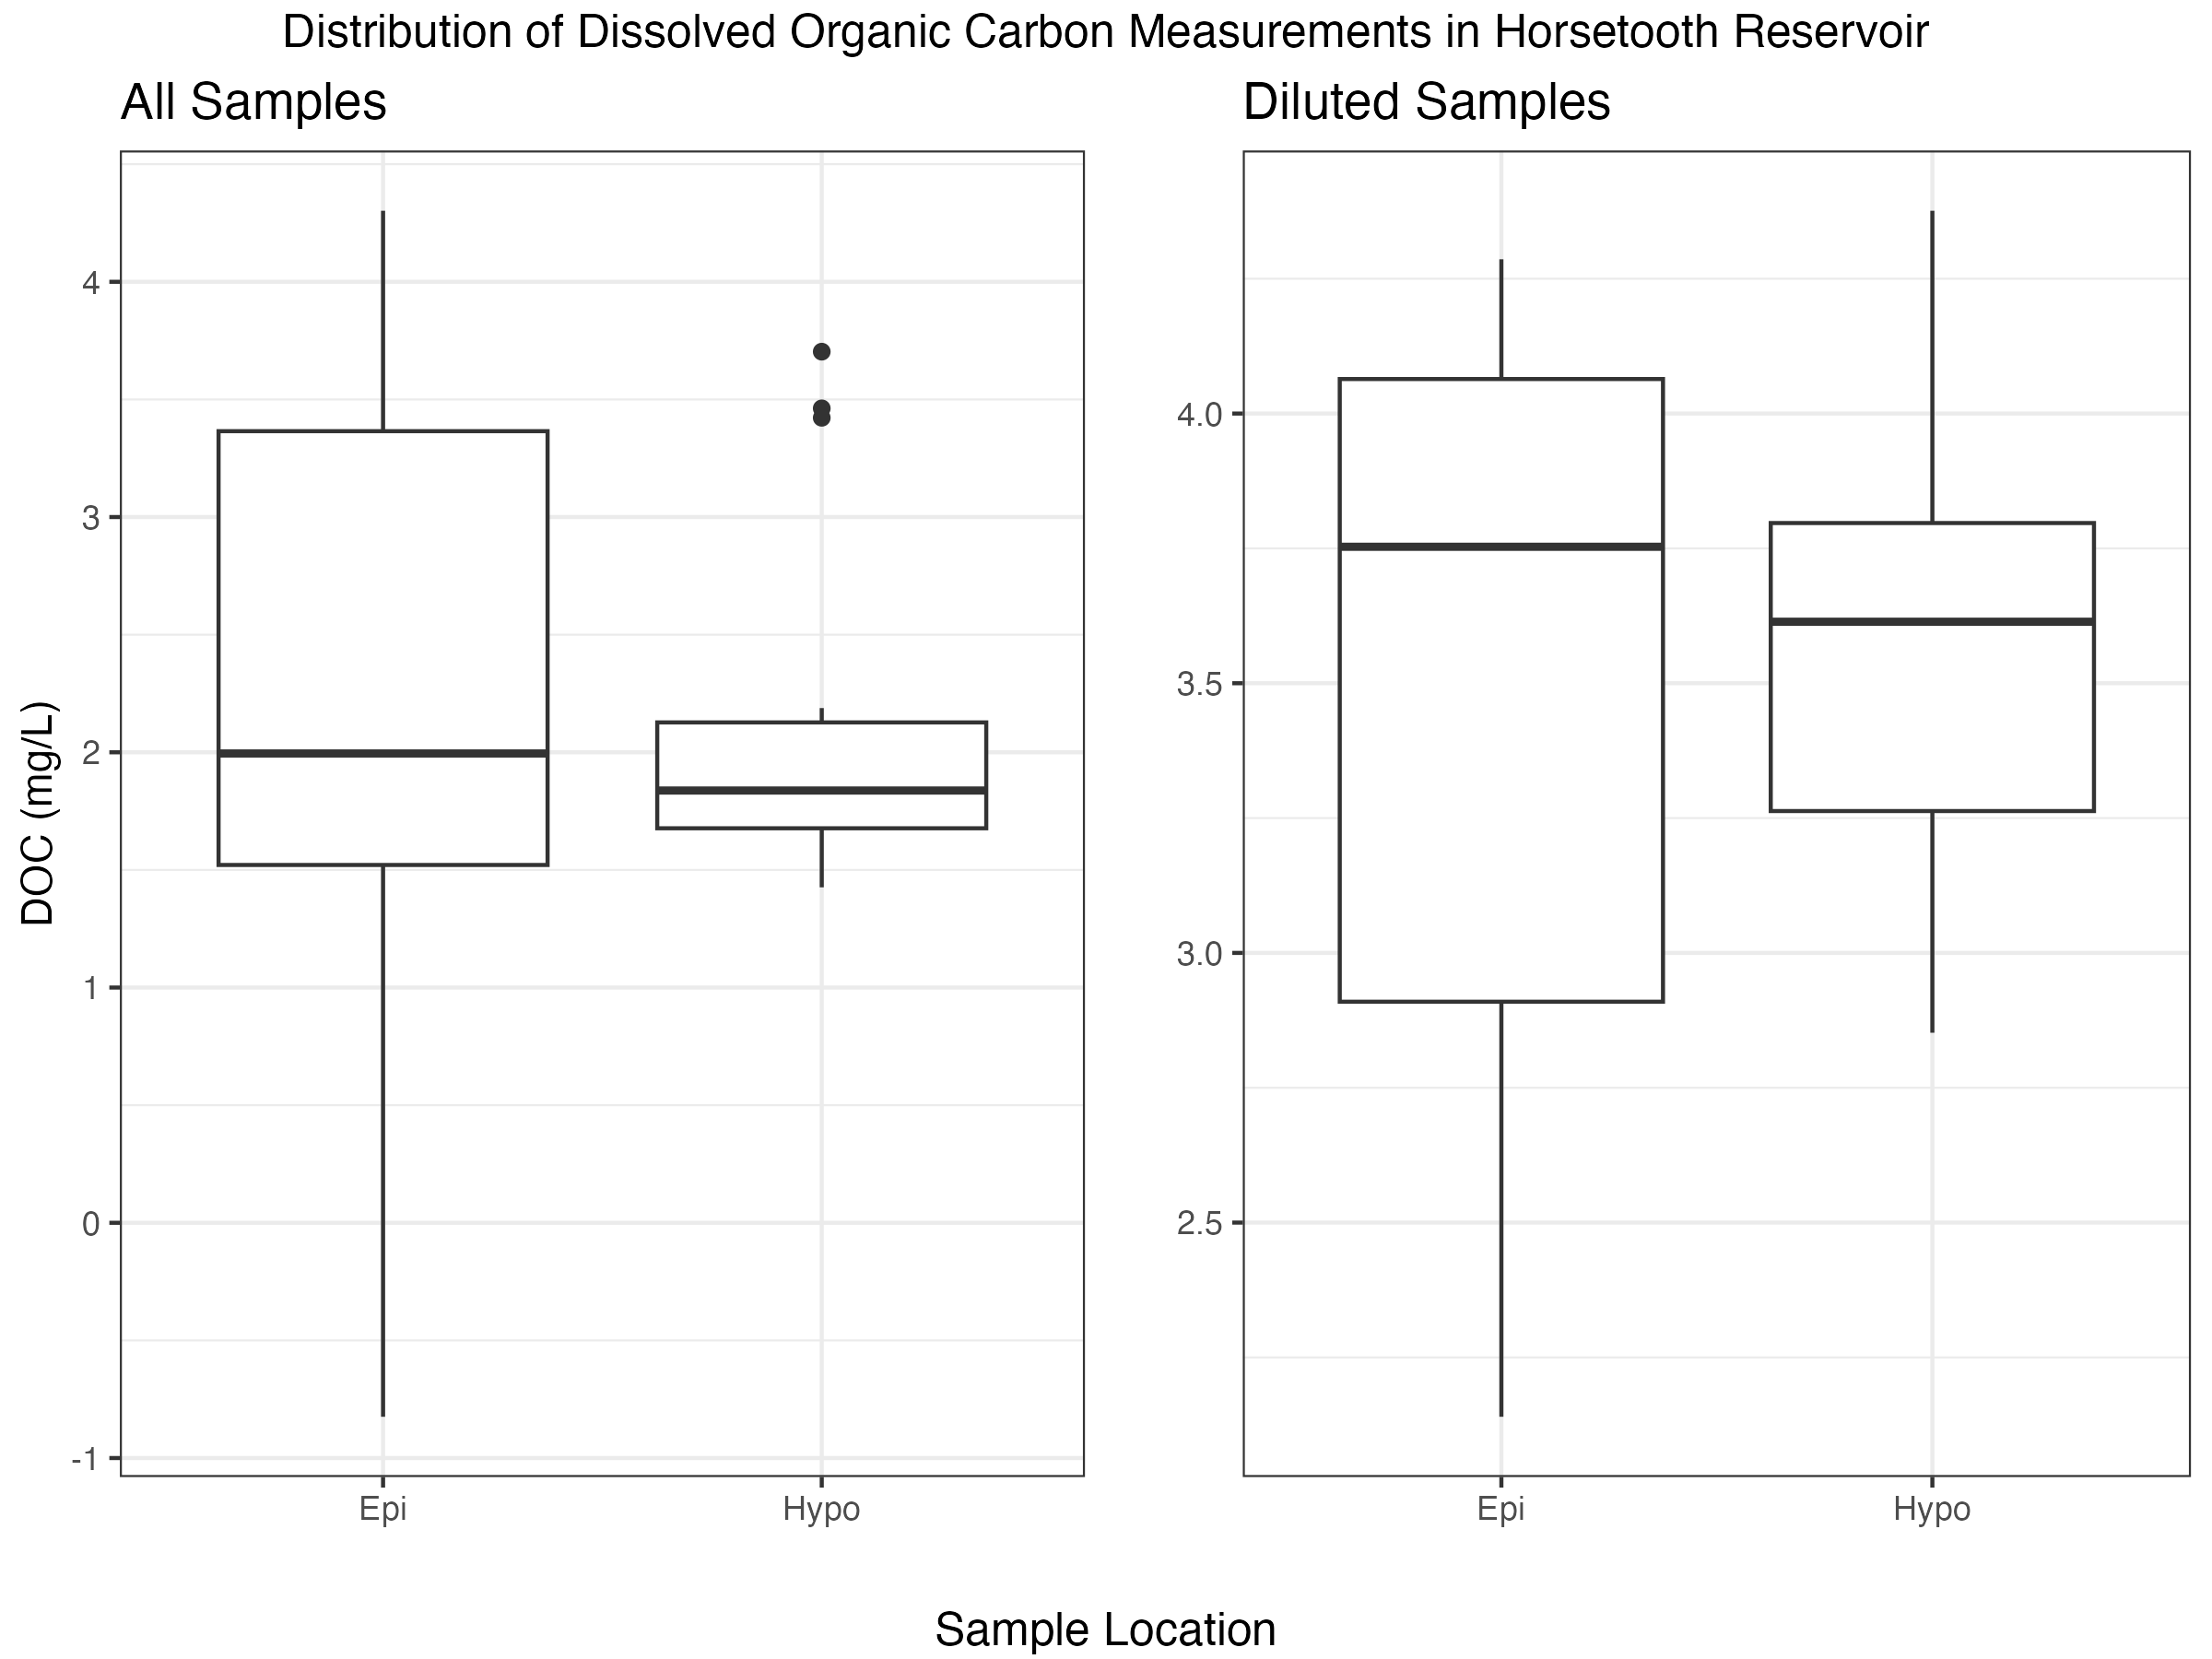 Distribution of Dissolved Organic Carbon Measurements in Horsetooth Reservoir
All Samples
DOC (mg/L)
4
3
2
1
0
-1
Epi Hypo
Diluted Samples
4.0
3.5
3.0
2.5
Epi Hypo
Sample Location